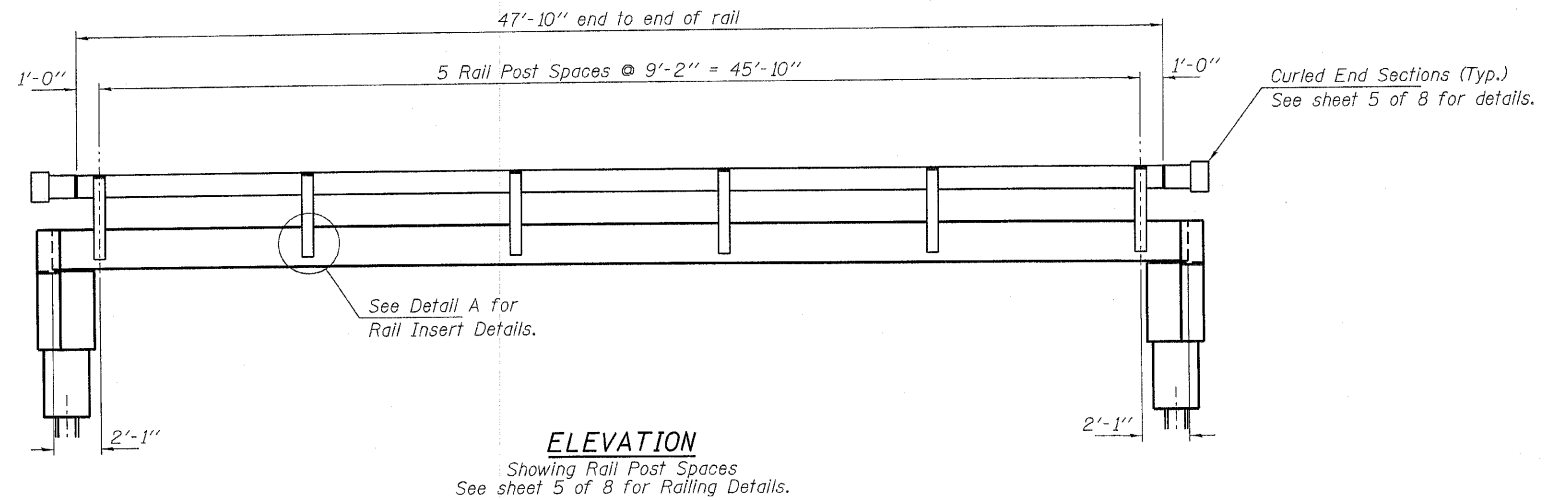 47'-10" end to end of rail
1'-0"
5 Rail Post Spaces @ 9'-2" = 45'-10"
1'-0"
Curled End Sections (Typ.)
See sheet 5 of 8 for details.
See Detail A for
Rail Insert Details.
2'-1"
2'-1"
ELEVATION
Showing Rail Post Spaces
See sheet 5 of 8 for Railing Details.